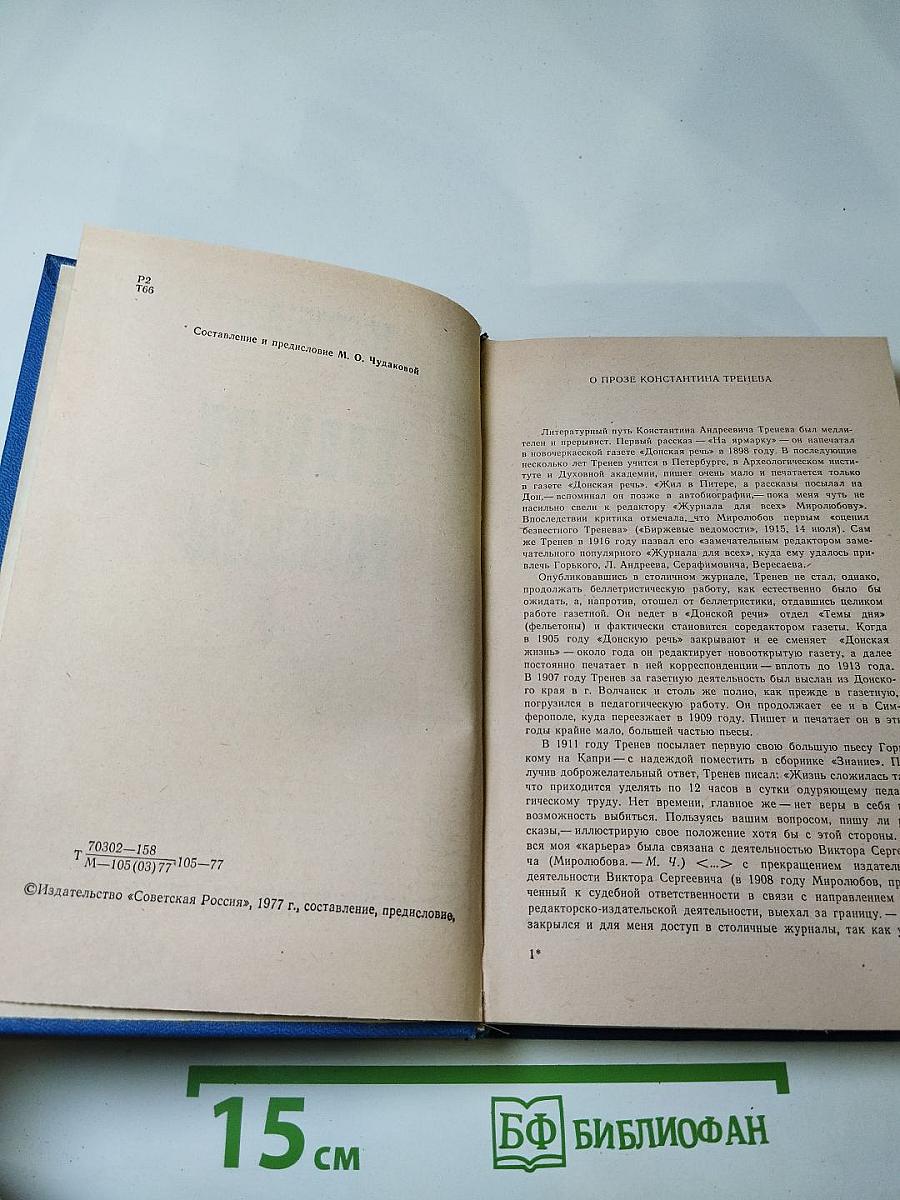 Р2
Т66
Составление и предисловие М. О. Чудаковой
Т 70302—158
М—105(03)77 105—77
©Издательство «Советская Россия», 1977 г., составление, предисловие,
О ПРОЗЕ КОНСТАНТИНА ТРЕНЕВА
Литературный путь Константина Андреевича Тренева был медли-
телен и прерывист. Первый рассказ — «На ярмарку» — он напечатал
в новочеркасской газете «Донская речь» в 1898 году. В последующие
несколько лет Тренев учится в Петербурге, в Археологическом инсти-
туте и Духовной академии, пишет очень мало и печатается только
в газете «Донская речь». «Жил в Питере, а рассказы посылал на
Дон,— вспоминал он позже в автобиографии,— пока меня чуть не
насильно свели к редактору «Журнала для всех» Миролюбову».
Впоследствии критика отмечала, что Миролюбов первым «оценил
безвестного Тренева» («Биржевые ведомости», 1915, 14 июля). Сам
же Тренев в 1916 году назвал его «замечательным редактором заме-
чательного популярного «Журнала для всех», куда ему удалось при-
влечь Горького, Л. Андреева, Серафимовича, Вересаева.
Опубликовавшись в столичном журнале, Тренев не стал, однако,
продолжать беллетристическую работу, как естественно было бы
ожидать, а, напротив, отошел от беллетристики, отдавшись целиком
работе газетной. Он ведет в «Донской речи» отдел «Темы дня»
(фельетоны) и фактически становится соредактором газеты. Когда
в 1905 году «Донскую речь» закрывают и ее сменяет «Донская
жизнь» — около года он редактирует новооткрытую газету, а далее
постоянно печатает в ней корреспонденции — вплоть до 1913 года.
В 1907 году Тренев за газетную деятельность был выслан из Донско-
го края в г. Волчанск и столь же полно, как прежде в газетную,
погрузился в педагогическую работу. Он продолжает ее и в Сим-
ферополе, куда переезжает в 1909 году. Пишет и печатает он в эти
годы крайне мало, большей частью пьесы.
В 1911 году Тренев посылает первую свою большую пьесу Горь
кому на Капри — с надеждой поместить в сборнике «Знание». П
лучив доброжелательный ответ, Тренев писал: «Жизнь сложилась та
что приходится уделять по 12 часов в сутки одуряющему педа
гическому труду. Нет времени, главное же — нет веры в себя
возможность выбиться. Пользуясь вашим вопросом, пишу ли р
сказы,— иллюстрирую свое положение хотя бы с этой стороны.
вся моя «карьера» была связана с деятельностью Виктора Серге
ча (Миролюбова. — М. Ч.) <...> с прекращением издатель
деятельности Виктора Сергеевича (в 1908 году Миролюбов, пр
ченный к судебной ответственности в связи с направлением
редакторско-издательской деятельности, выехал за границу. —
закрылся и для меня доступ в столичные журналы, так как у
1*
15 см
БФ БИБЛИОФАН